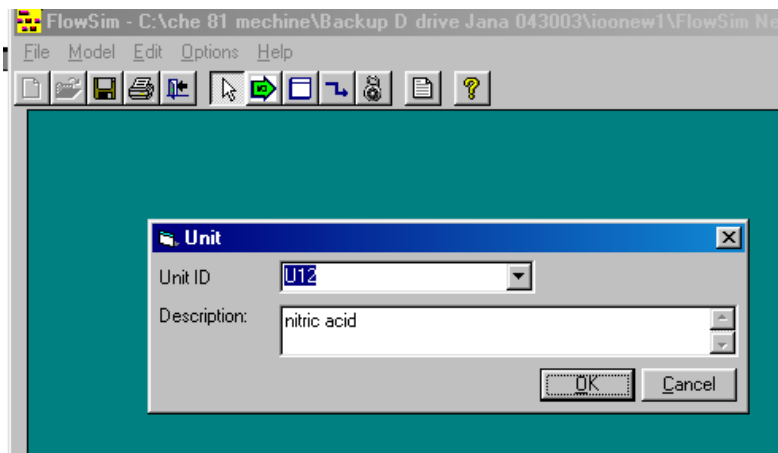 FlowSim - C:\che 81 mechine\Backup D drive Jana 043003\ioonew1\FlowSim Ne
File Model Edit Options Help
Unit
Unit ID U12
Description: nitric acid
OK Cancel